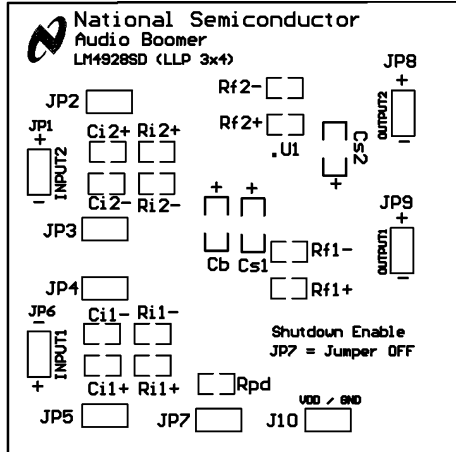 National Semiconductor
Audio Boomer
LM4928SD (LLP 3x4)
JP8
JP2
Rf2-
+
JP1
Ci2+ Ri2+
Rf2+
OUTPUT2
+
.U1
Cs2
-
INPUT2
-
Ci2- Ri2-
+
JP9
+ +
+
JP3
OUTPUT1
Rf1-
-
Cb Cs1
JP4
Rf1+
JP6
Ci1- Ri1-
-
Shutdown Enable
INPUT1
JP7 = Jumper OFF
+
Ci1+ Ri1+
Rpd
VDD / GND
JP5
JP7
J10